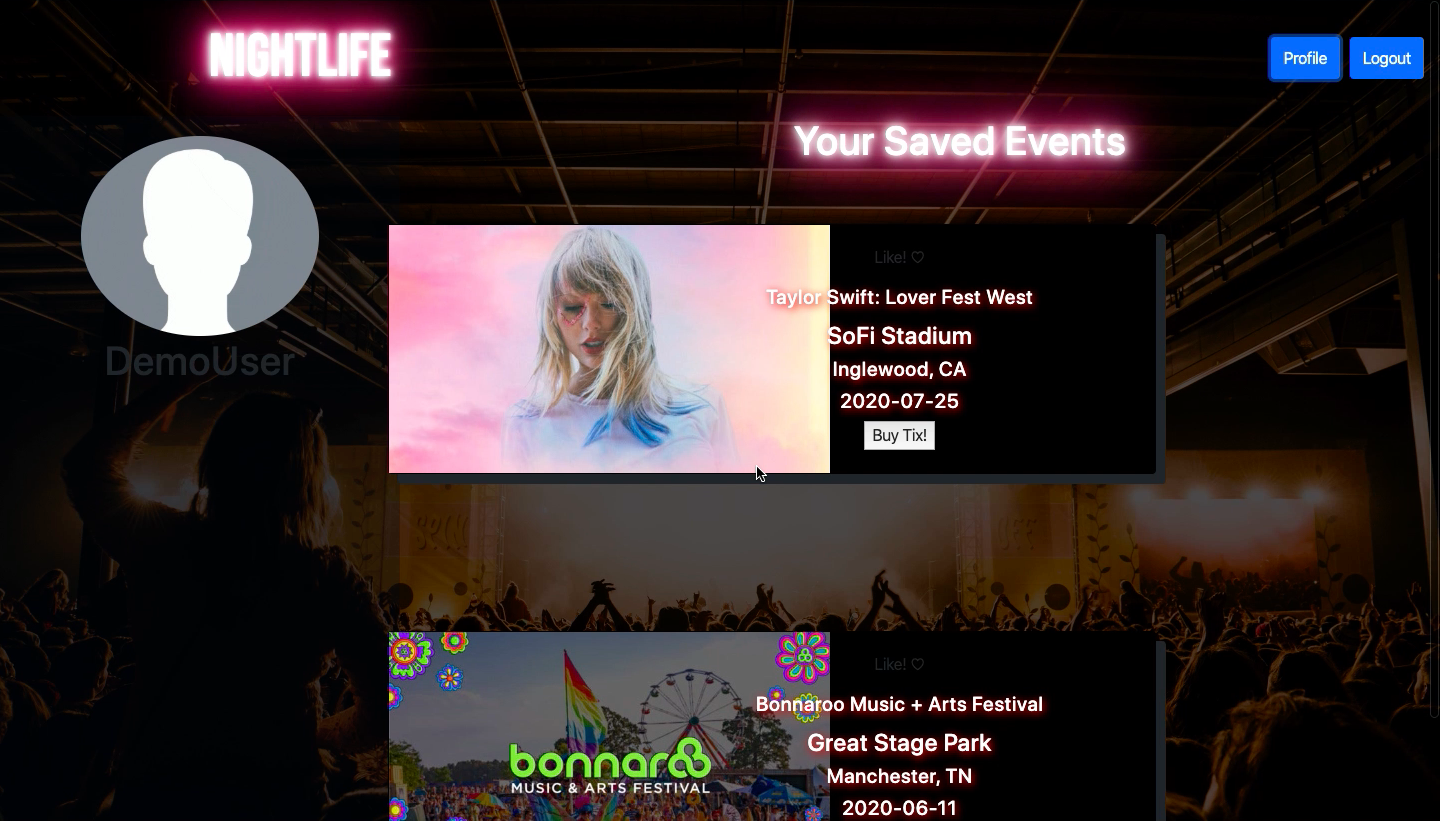 NIGHTLIFE
Profile
Logout
Your Saved Events
DemoUser
Like! ♡
Taylor Swift: Lover Fest West
SoFi Stadium
Inglewood, CA
2020-07-25
Buy Tix!
Like! ♡
Bonnaroo Music + Arts Festival
Great Stage Park
Manchester, TN
2020-06-11
bonnaroo
MUSIC & ARTS FESTIVAL